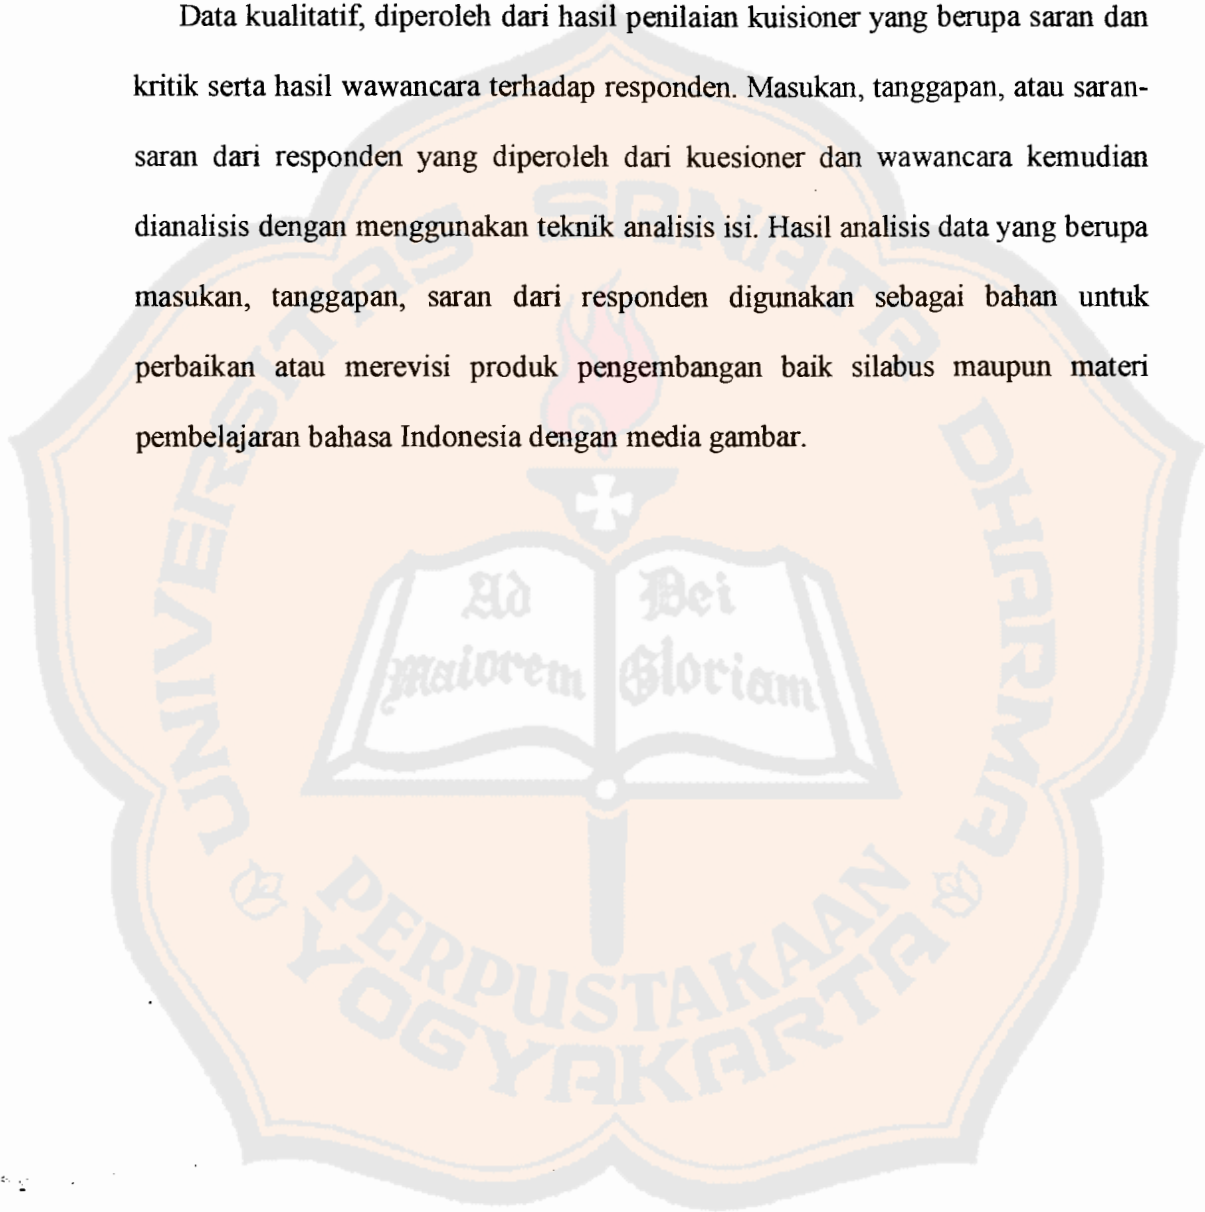 Data kualitatif, diperoleh dari hasil penilaian kuisioner yang berupa saran dan
kritik serta hasil wawancara terhadap responden. Masukan, tanggapan, atau saran-
saran dari responden yang diperoleh dari kuesioner dan wawancara kemudian
dianalisis dengan menggunakan teknik analisis isi. Hasil analisis data yang berupa
masukan, tanggapan, saran dari responden digunakan sebagai bahan untuk
perbaikan atau merevisi produk pengembangan baik silabus maupun materi
pembelajaran bahasa Indonesia dengan media gambar.
UNIVERSITAS SANATA DHARMA
Ad Dei
maiorem Gloriam
PERPUSTAKAAN
YOGYAKARTA